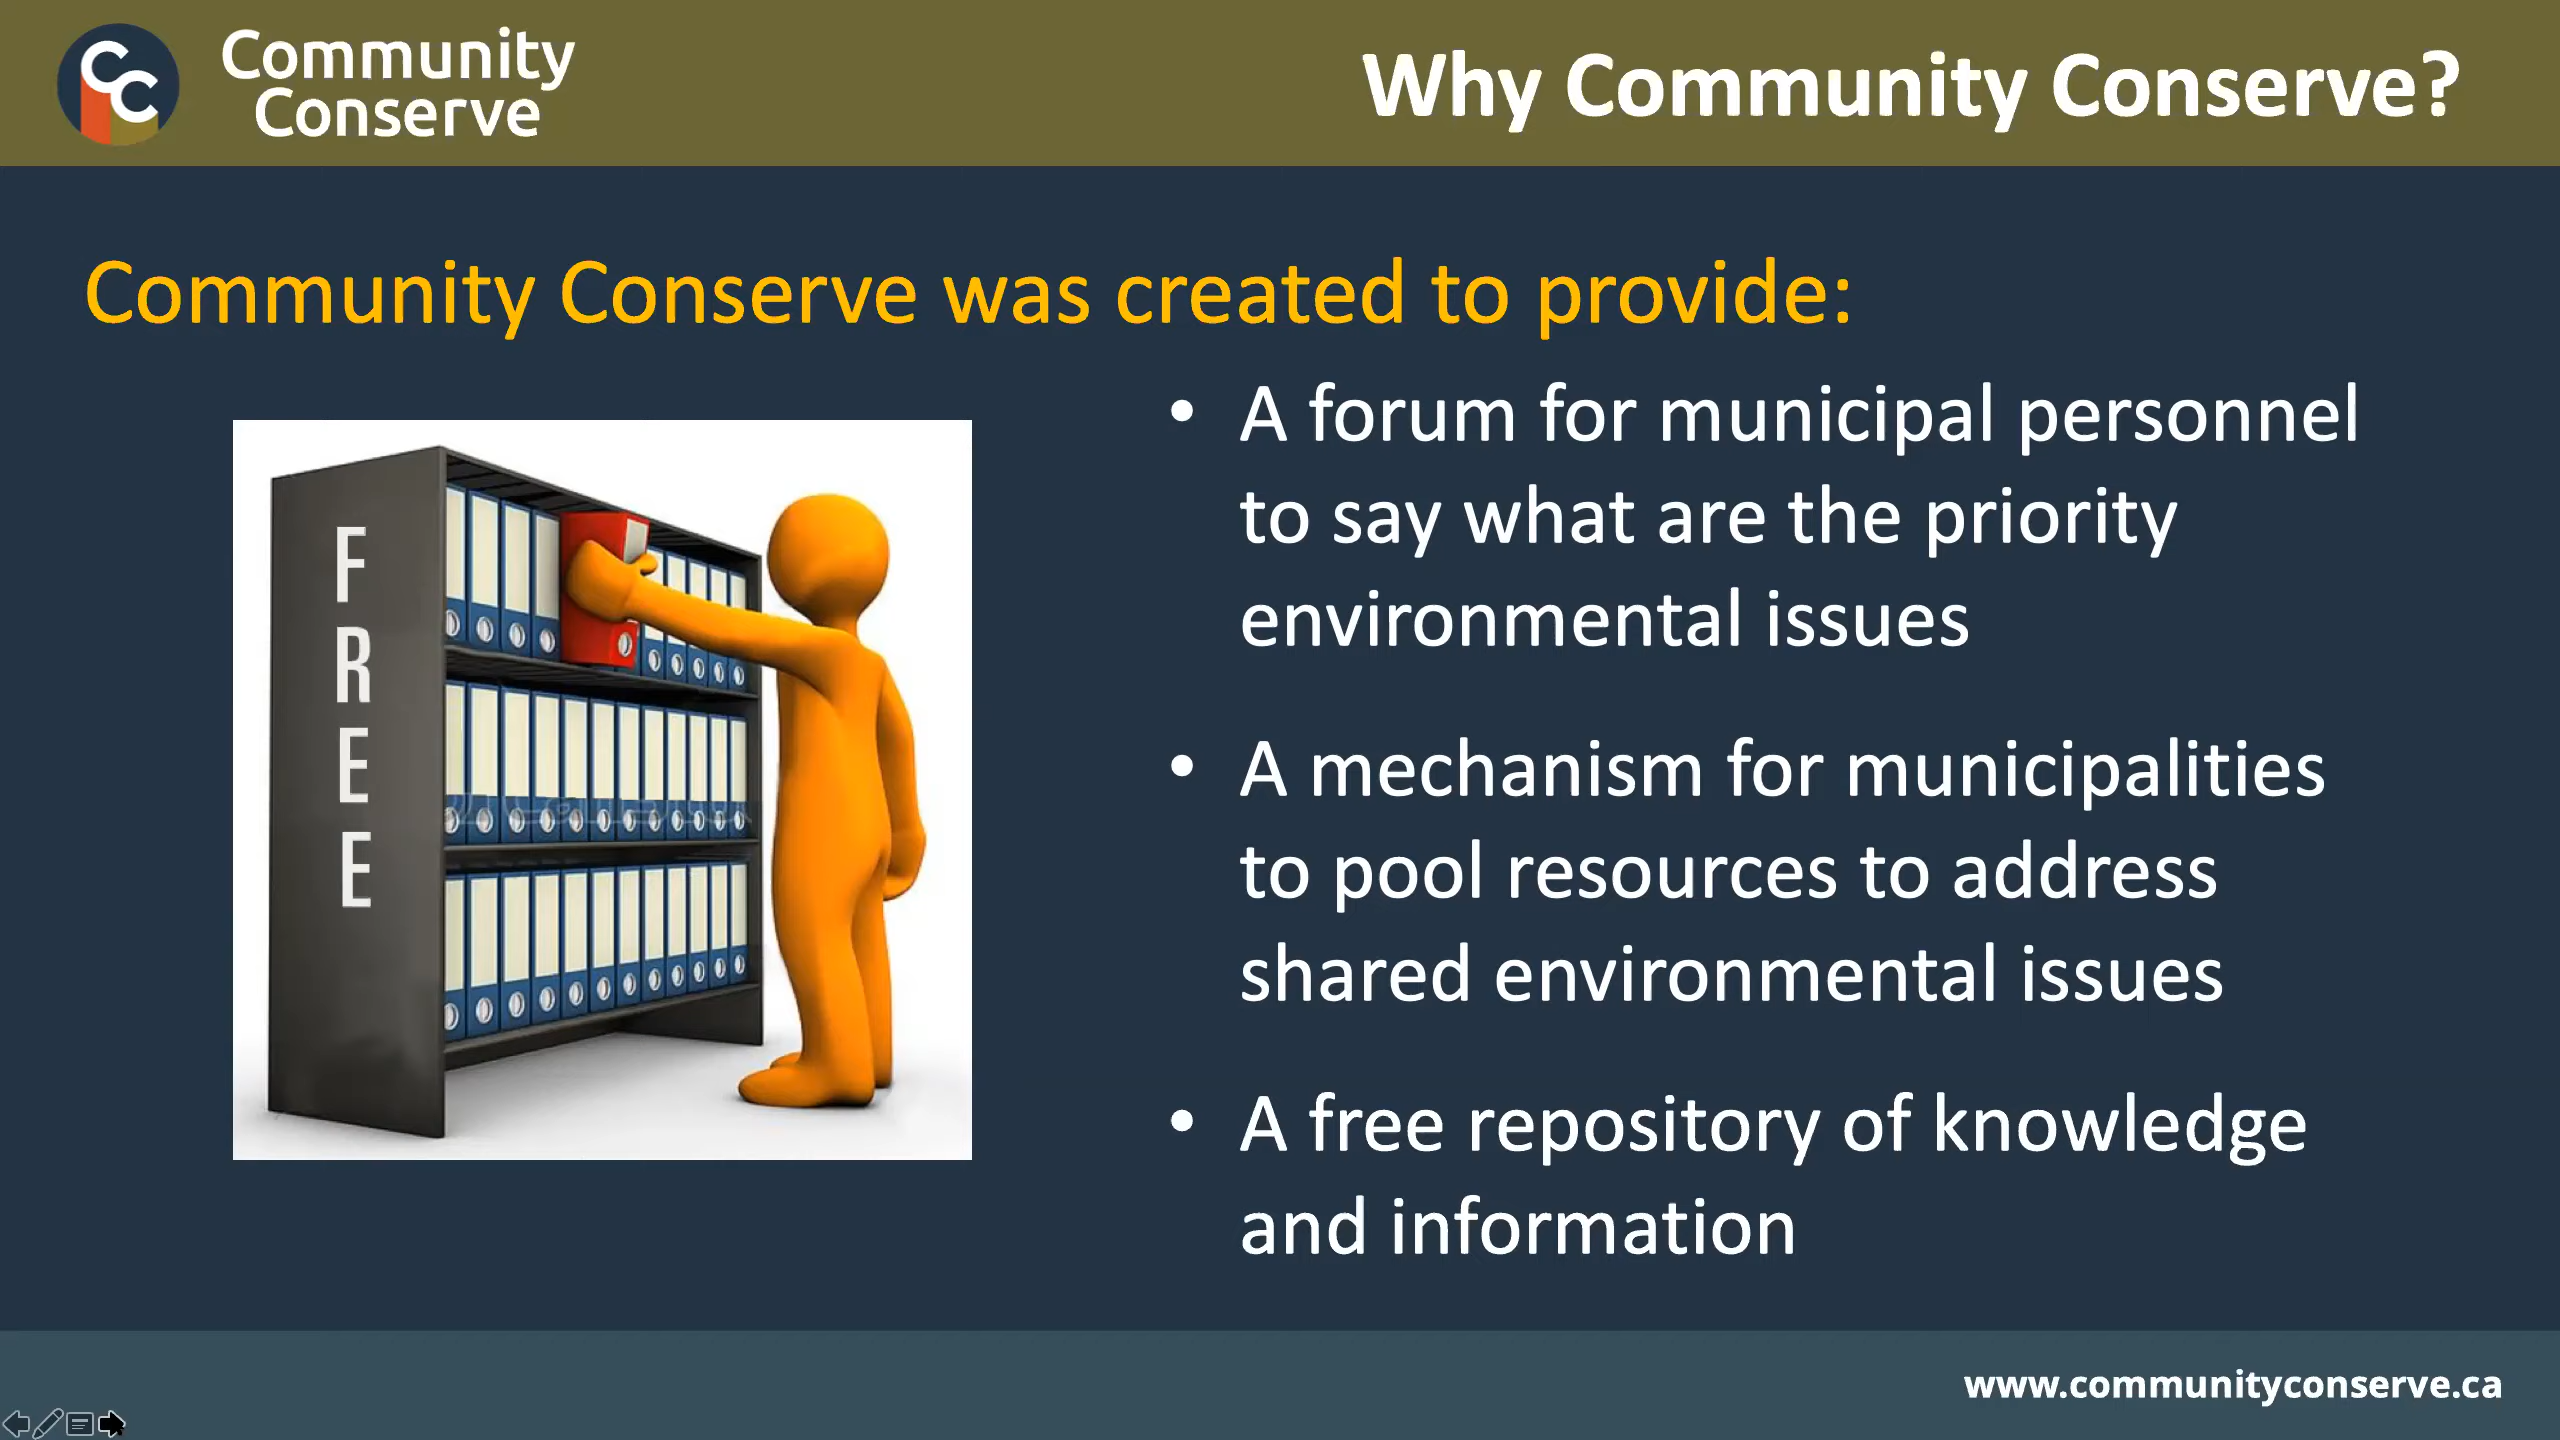 Community
Conserve
Why Community Conserve?
Community Conserve was created to provide:
FREE
• A forum for municipal personnel
to say what are the priority
environmental issues
• A mechanism for municipalities
to pool resources to address
shared environmental issues
• A free repository of knowledge
and information
www.communityconserve.ca